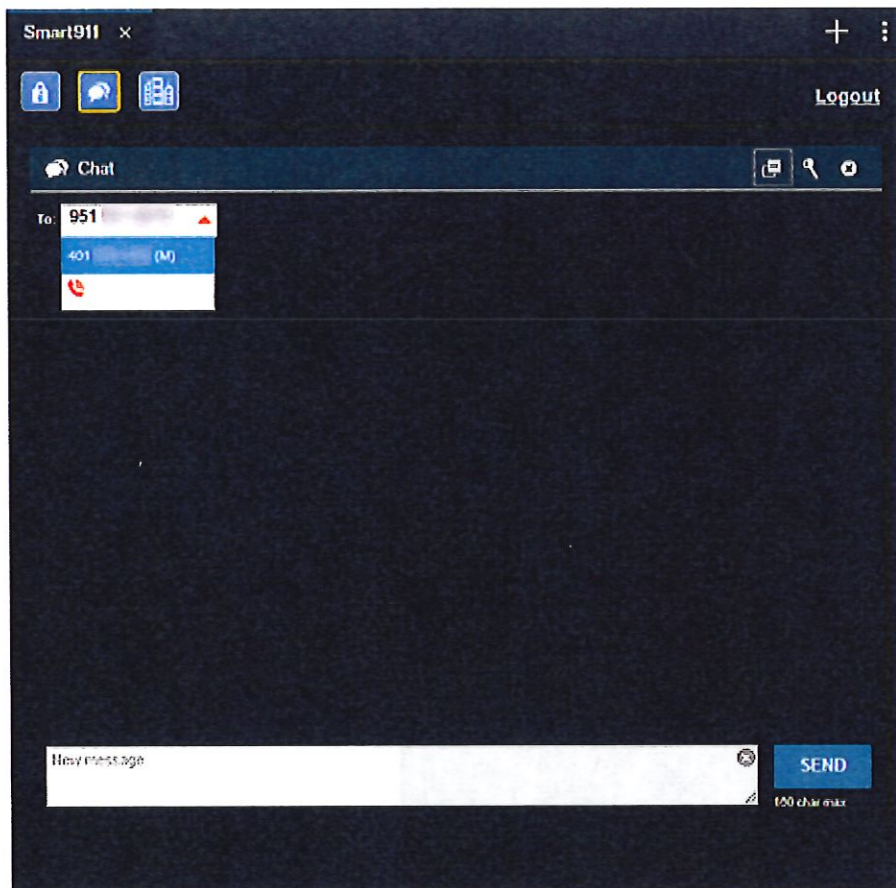 Smart911 ×
Logout
Chat
To: 951
401 (M)
New message
SEND
160 char max